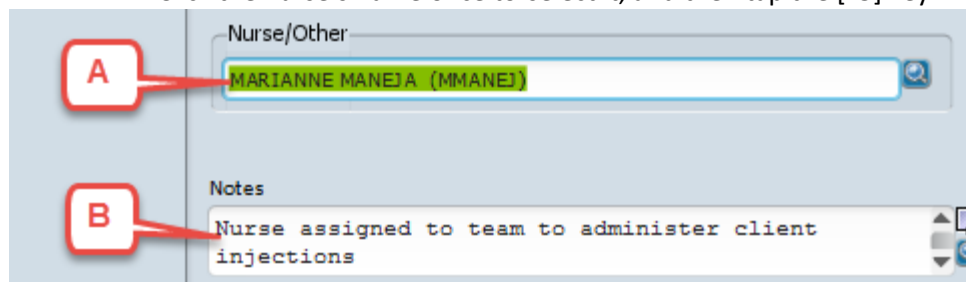 Nurse/Other
A
MARIANNE MANEJA (MMANEJ)
Notes
B
Nurse assigned to team to administer client
injections